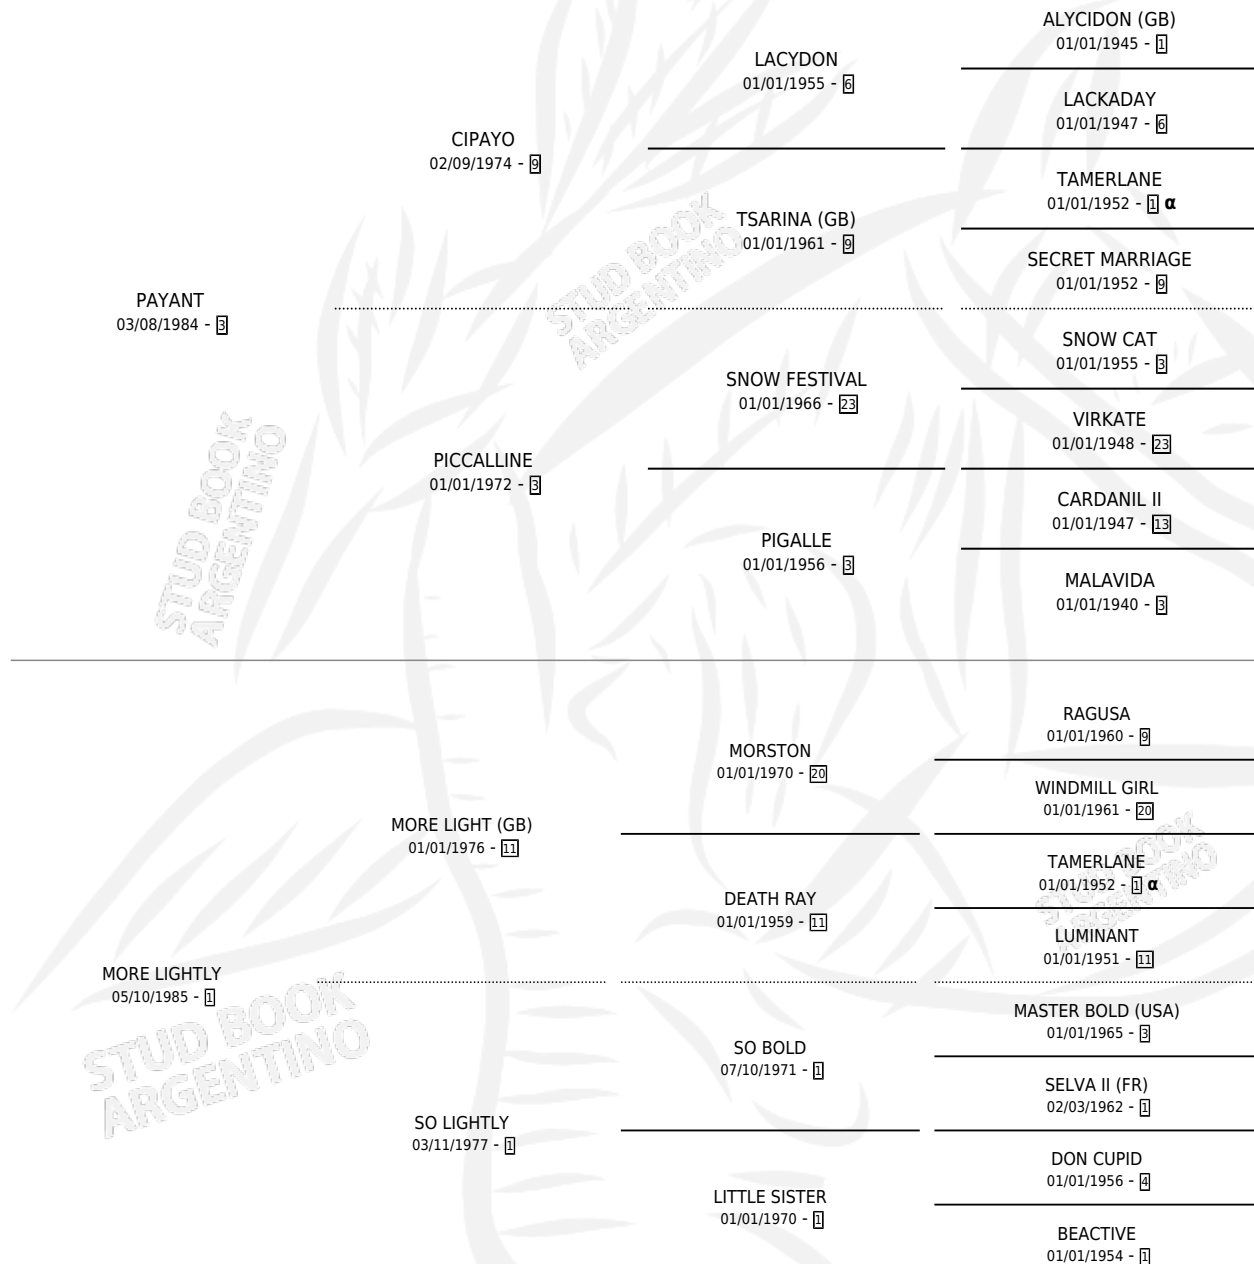 ALYCIDON (GB)
01/01/1945 - 1
LACYDON
01/01/1955 - 6
LACKADAY
01/01/1947 - 6
CIPAYO
02/09/1974 - 9
TAMERLANE
01/01/1952 - 1 α
TSARINA (GB)
01/01/1961 - 9
SECRET MARRIAGE
01/01/1952 - 9
STUD BOOK
ARGENTINO
PAYANT
03/08/1984 - 3
SNOW CAT
01/01/1955 - 3
SNOW FESTIVAL
01/01/1966 - 23
VIRKATE
01/01/1948 - 23
PICCALLINE
01/01/1972 - 3
CARDANIL II
01/01/1947 - 13
PIGALLE
01/01/1956 - 3
MALAVIDA
01/01/1940 - 3
STUD BOOK
ARGENTINO
RAGUSA
01/01/1960 - 9
MORSTON
01/01/1970 - 20
WINDMILL GIRL
01/01/1961 - 20
MORE LIGHT (GB)
01/01/1976 - 11
TAMERLANE
01/01/1952 - 1 α
DEATH RAY
01/01/1959 - 11
LUMINANT
01/01/1951 - 11
STUD BOOK
ARGENTINO
MORE LIGHTLY
05/10/1985 - 1
MASTER BOLD (USA)
01/01/1965 - 3
SO BOLD
07/10/1971 - 1
SELVA II (FR)
02/03/1962 - 1
STUD BOOK
ARGENTINO
SO LIGHTLY
03/11/1977 - 1
DON CUPID
01/01/1956 - 4
LITTLE SISTER
01/01/1970 - 1
BEACTIVE
01/01/1954 - 1